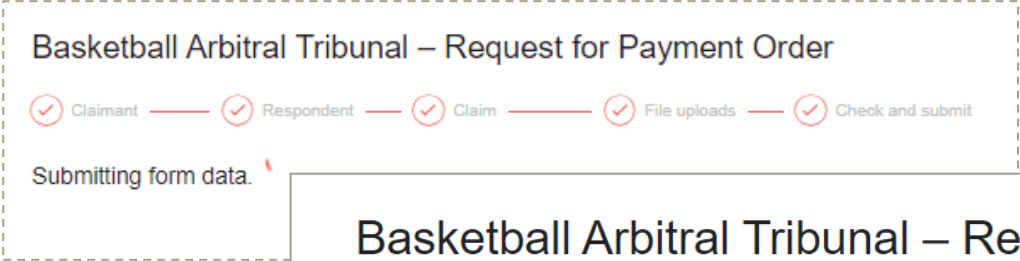 Basketball Arbitral Tribunal – Request for Payment Order
Claimant Respondent Claim File uploads Check and submit
Submitting form data.
Basketball Arbitral Tribunal – Re